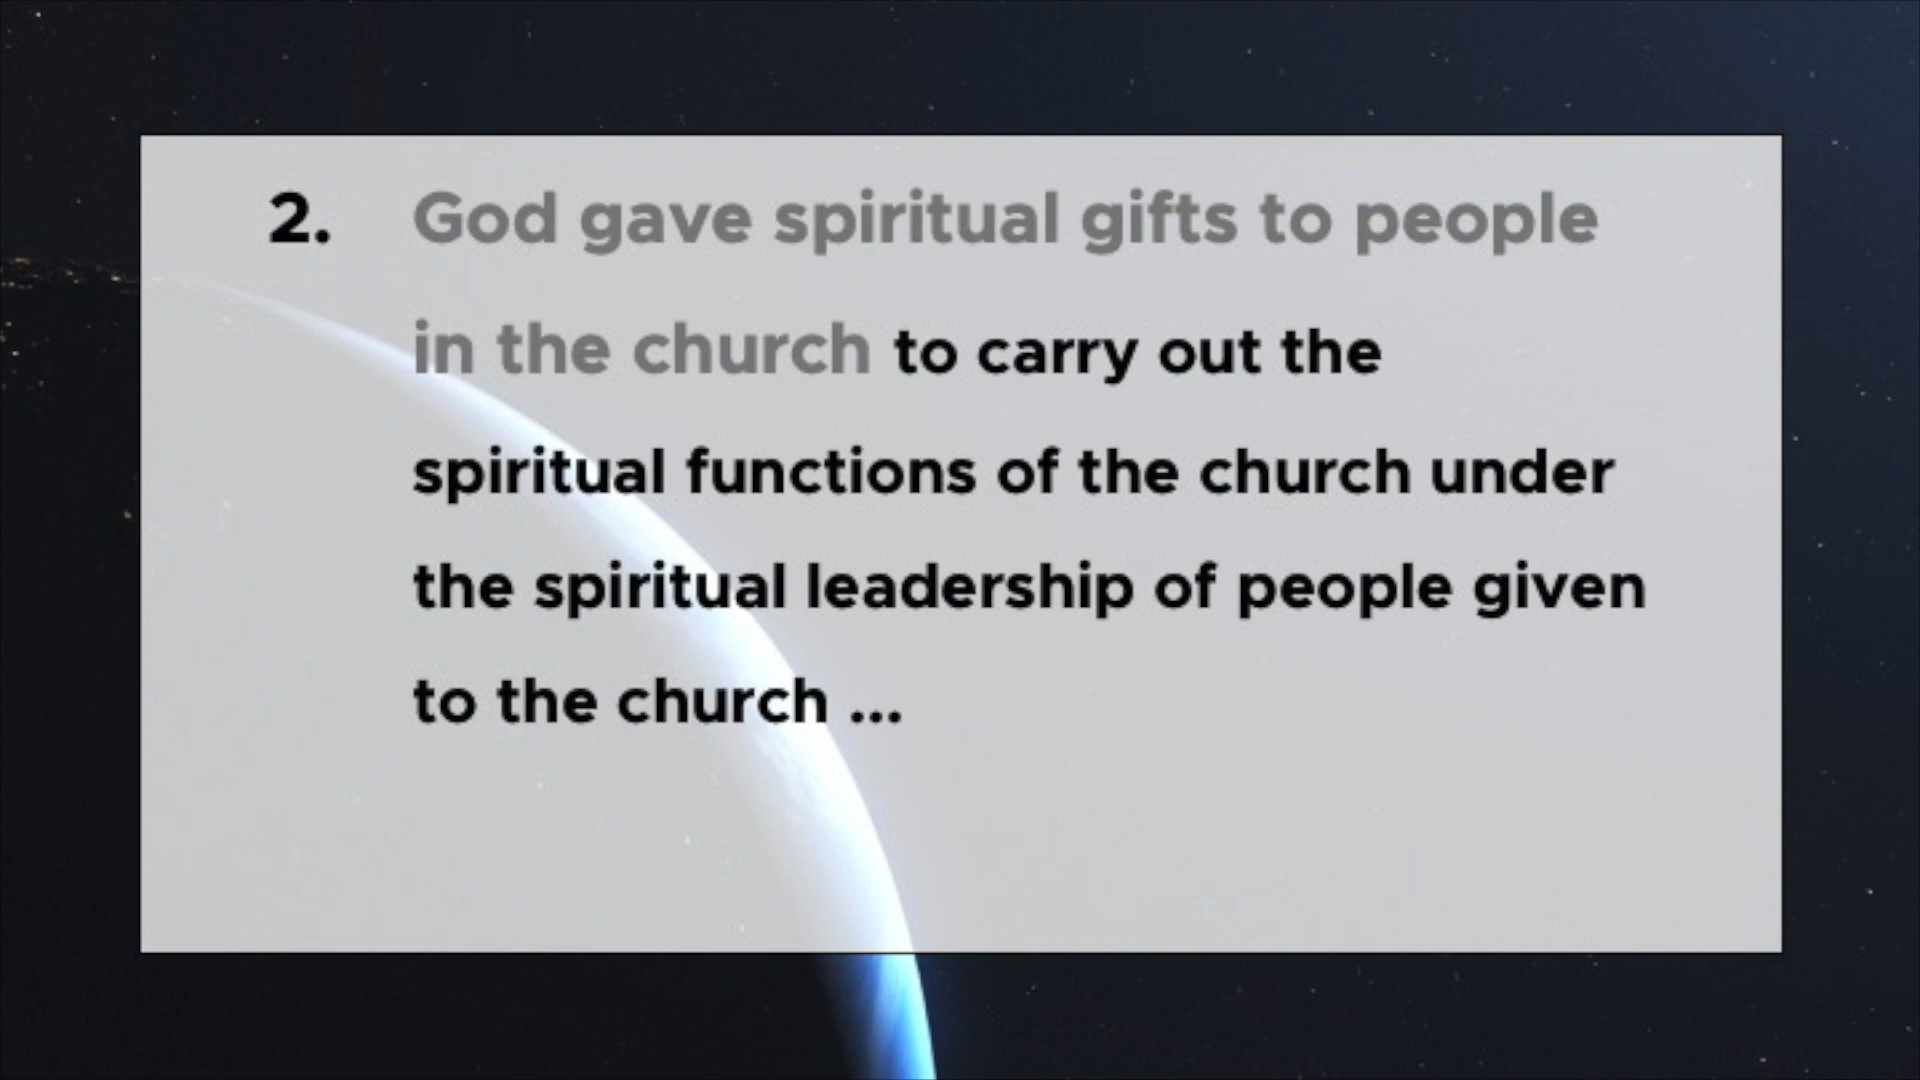 2. God gave spiritual gifts to people
in the church to carry out the
spiritual functions of the church under
the spiritual leadership of people given
to the church ...